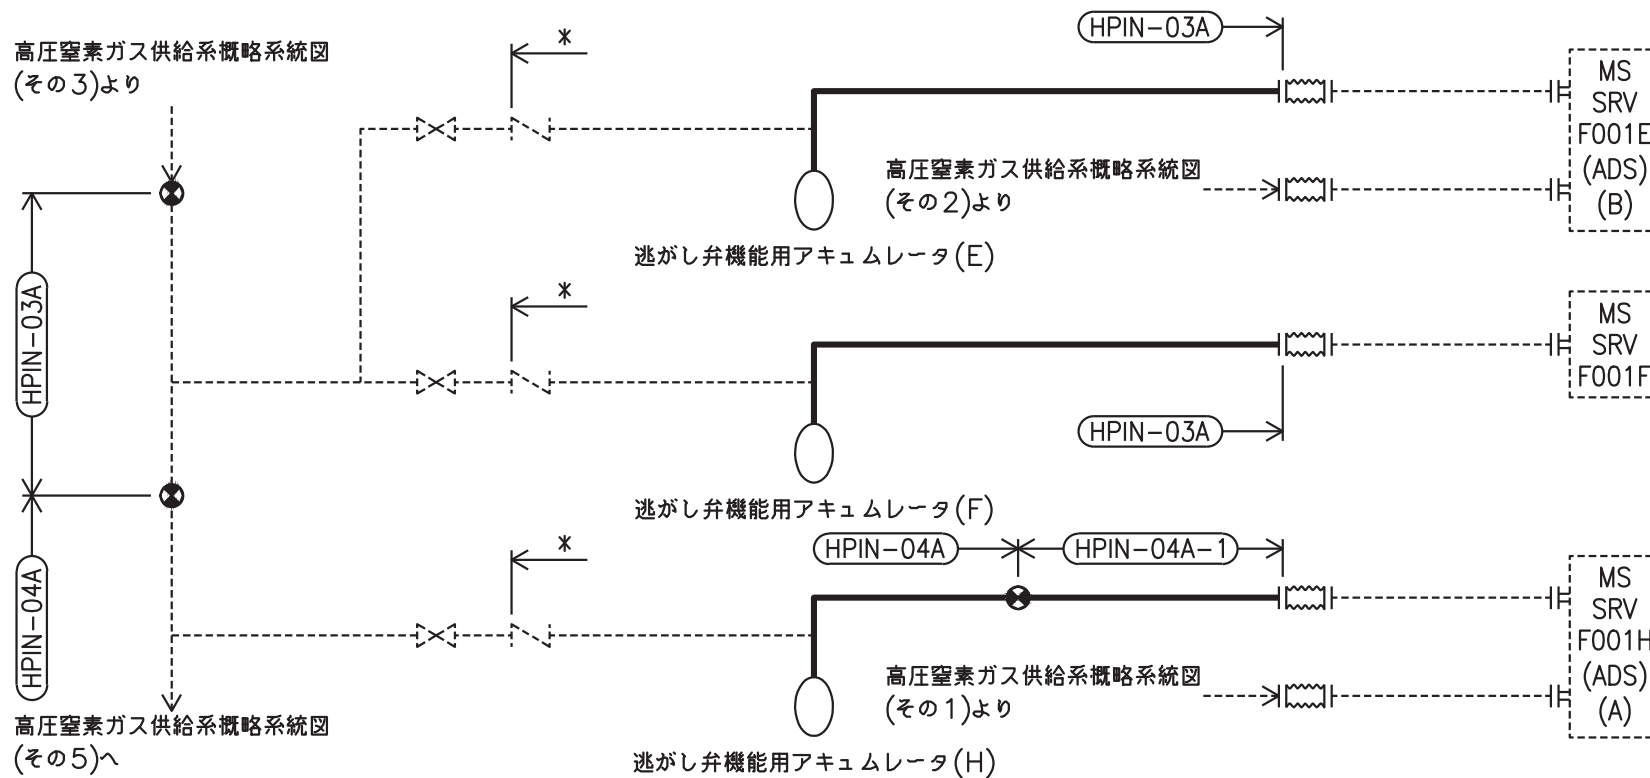 高圧窒素ガス供給系概略系統図
(その3)より
*
HPIN-03A
MS
SRV
F001E
(ADS)
(B)
高圧窒素ガス供給系概略系統図
(その2)より
逃がし弁機能用アキュムレータ(E)
HPIN-03A
*
MS
SRV
F001F
HPIN-03A
逃がし弁機能用アキュムレータ(F)
*
HPIN-04A
HPIN-04A-1
MS
SRV
F001H
(ADS)
(A)
HPIN-04A
高圧窒素ガス供給系概略系統図
(その1)より
高圧窒素ガス供給系概略系統図
(その5)へ
逃がし弁機能用アキュムレータ(H)